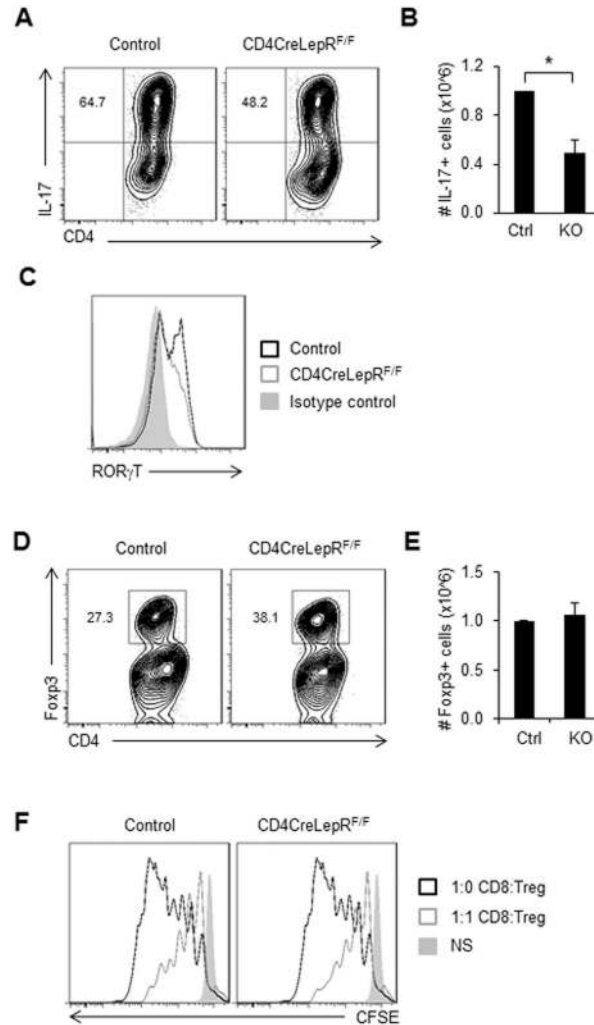 A
Control
CD4CreLepR^F/F
64.7
48.2
IL-17
CD4
B
# IL-17+ cells (x10^6)
1.2
0.8
0.4
0
*
Ctrl
KO
C
Control
CD4CreLepR^F/F
Isotype control
RORγT
D
Control
CD4CreLepR^F/F
27.3
38.1
Foxp3
CD4
E
# Foxp3+ cells (x10^6)
1.5
1.0
0.5
0.0
Ctrl
KO
F
Control
CD4CreLepR^F/F
1:0 CD8:Treg
1:1 CD8:Treg
NS
CFSE